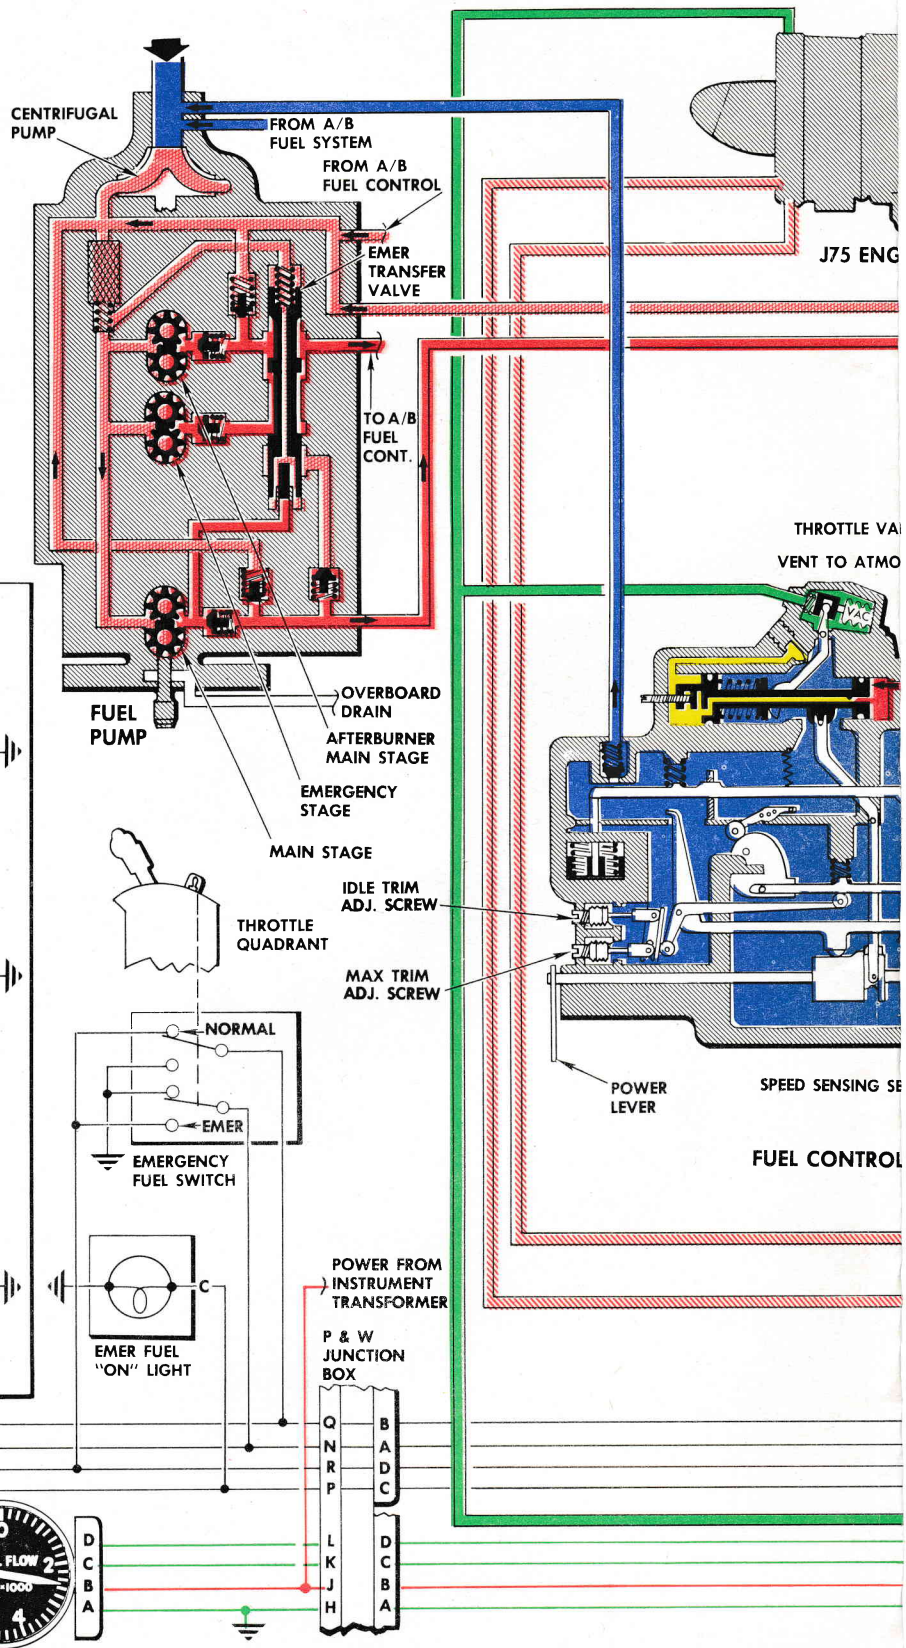 CENTRIFUGAL
PUMP
FROM A/B
FUEL SYSTEM
FROM A/B
FUEL CONTROL
EMER
TRANSFER
VALVE
J75 ENG
TO A/B
FUEL
CONT.
THROTTLE VA
VENT TO ATMO
VAC
OVERBOARD
DRAIN
FUEL
PUMP
AFTERBURNER
MAIN STAGE
EMERGENCY
STAGE
MAIN STAGE
IDLE TRIM
ADJ. SCREW
THROTTLE
QUADRANT
MAX TRIM
ADJ. SCREW
NORMAL
EMER
POWER
LEVER
SPEED SENSING SE
EMERGENCY
FUEL SWITCH
FUEL CONTROL
POWER FROM
INSTRUMENT
TRANSFORMER
C
EMER FUEL
"ON" LIGHT
P & W
JUNCTION
BOX
Q B
N A
R D
P C
D L D
C K C
B J B
A H A
0
FLOW 2
×1000
4